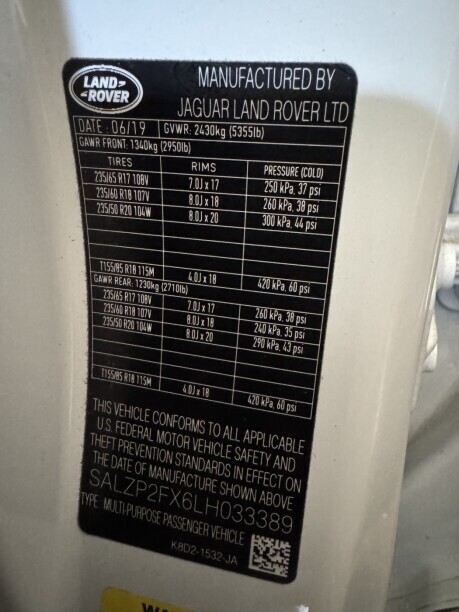 LAND-
-ROVER
MANUFACTURED BY
JAGUAR LAND ROVER LTD
DATE: 06/19 GVWR: 2430kg (5355lb)
GAWR FRONT: 1340kg (2950lb)
TIRES RIMS PRESSURE (COLD)
235/65 R17 108V 7.0J x 17 250 kPa, 37 psi
235/60 R18 107V 8.0J x 18 260 kPa, 38 psi
235/50 R20 104W 8.0J x 20 300 kPa, 44 psi
T155/85 R18 115M 4.0J x 18 420 kPa, 60 psi
GAWR REAR: 1230kg (2710lb)
235/65 R17 108V 7.0J x 17 260 kPa, 38 psi
235/60 R18 107V 8.0J x 18 240 kPa, 35 psi
235/50 R20 104W 8.0J x 20 290 kPa, 43 psi
T155/85 R18 115M 4.0J x 18 420 kPa, 60 psi
THIS VEHICLE CONFORMS TO ALL APPLICABLE
U.S. FEDERAL MOTOR VEHICLE SAFETY AND
THEFT PREVENTION STANDARDS IN EFFECT ON
THE DATE OF MANUFACTURE SHOWN ABOVE
SALZP2FX6LH033389
TYPE: MULTI-PURPOSE PASSENGER VEHICLE
K8D2-1532-JA